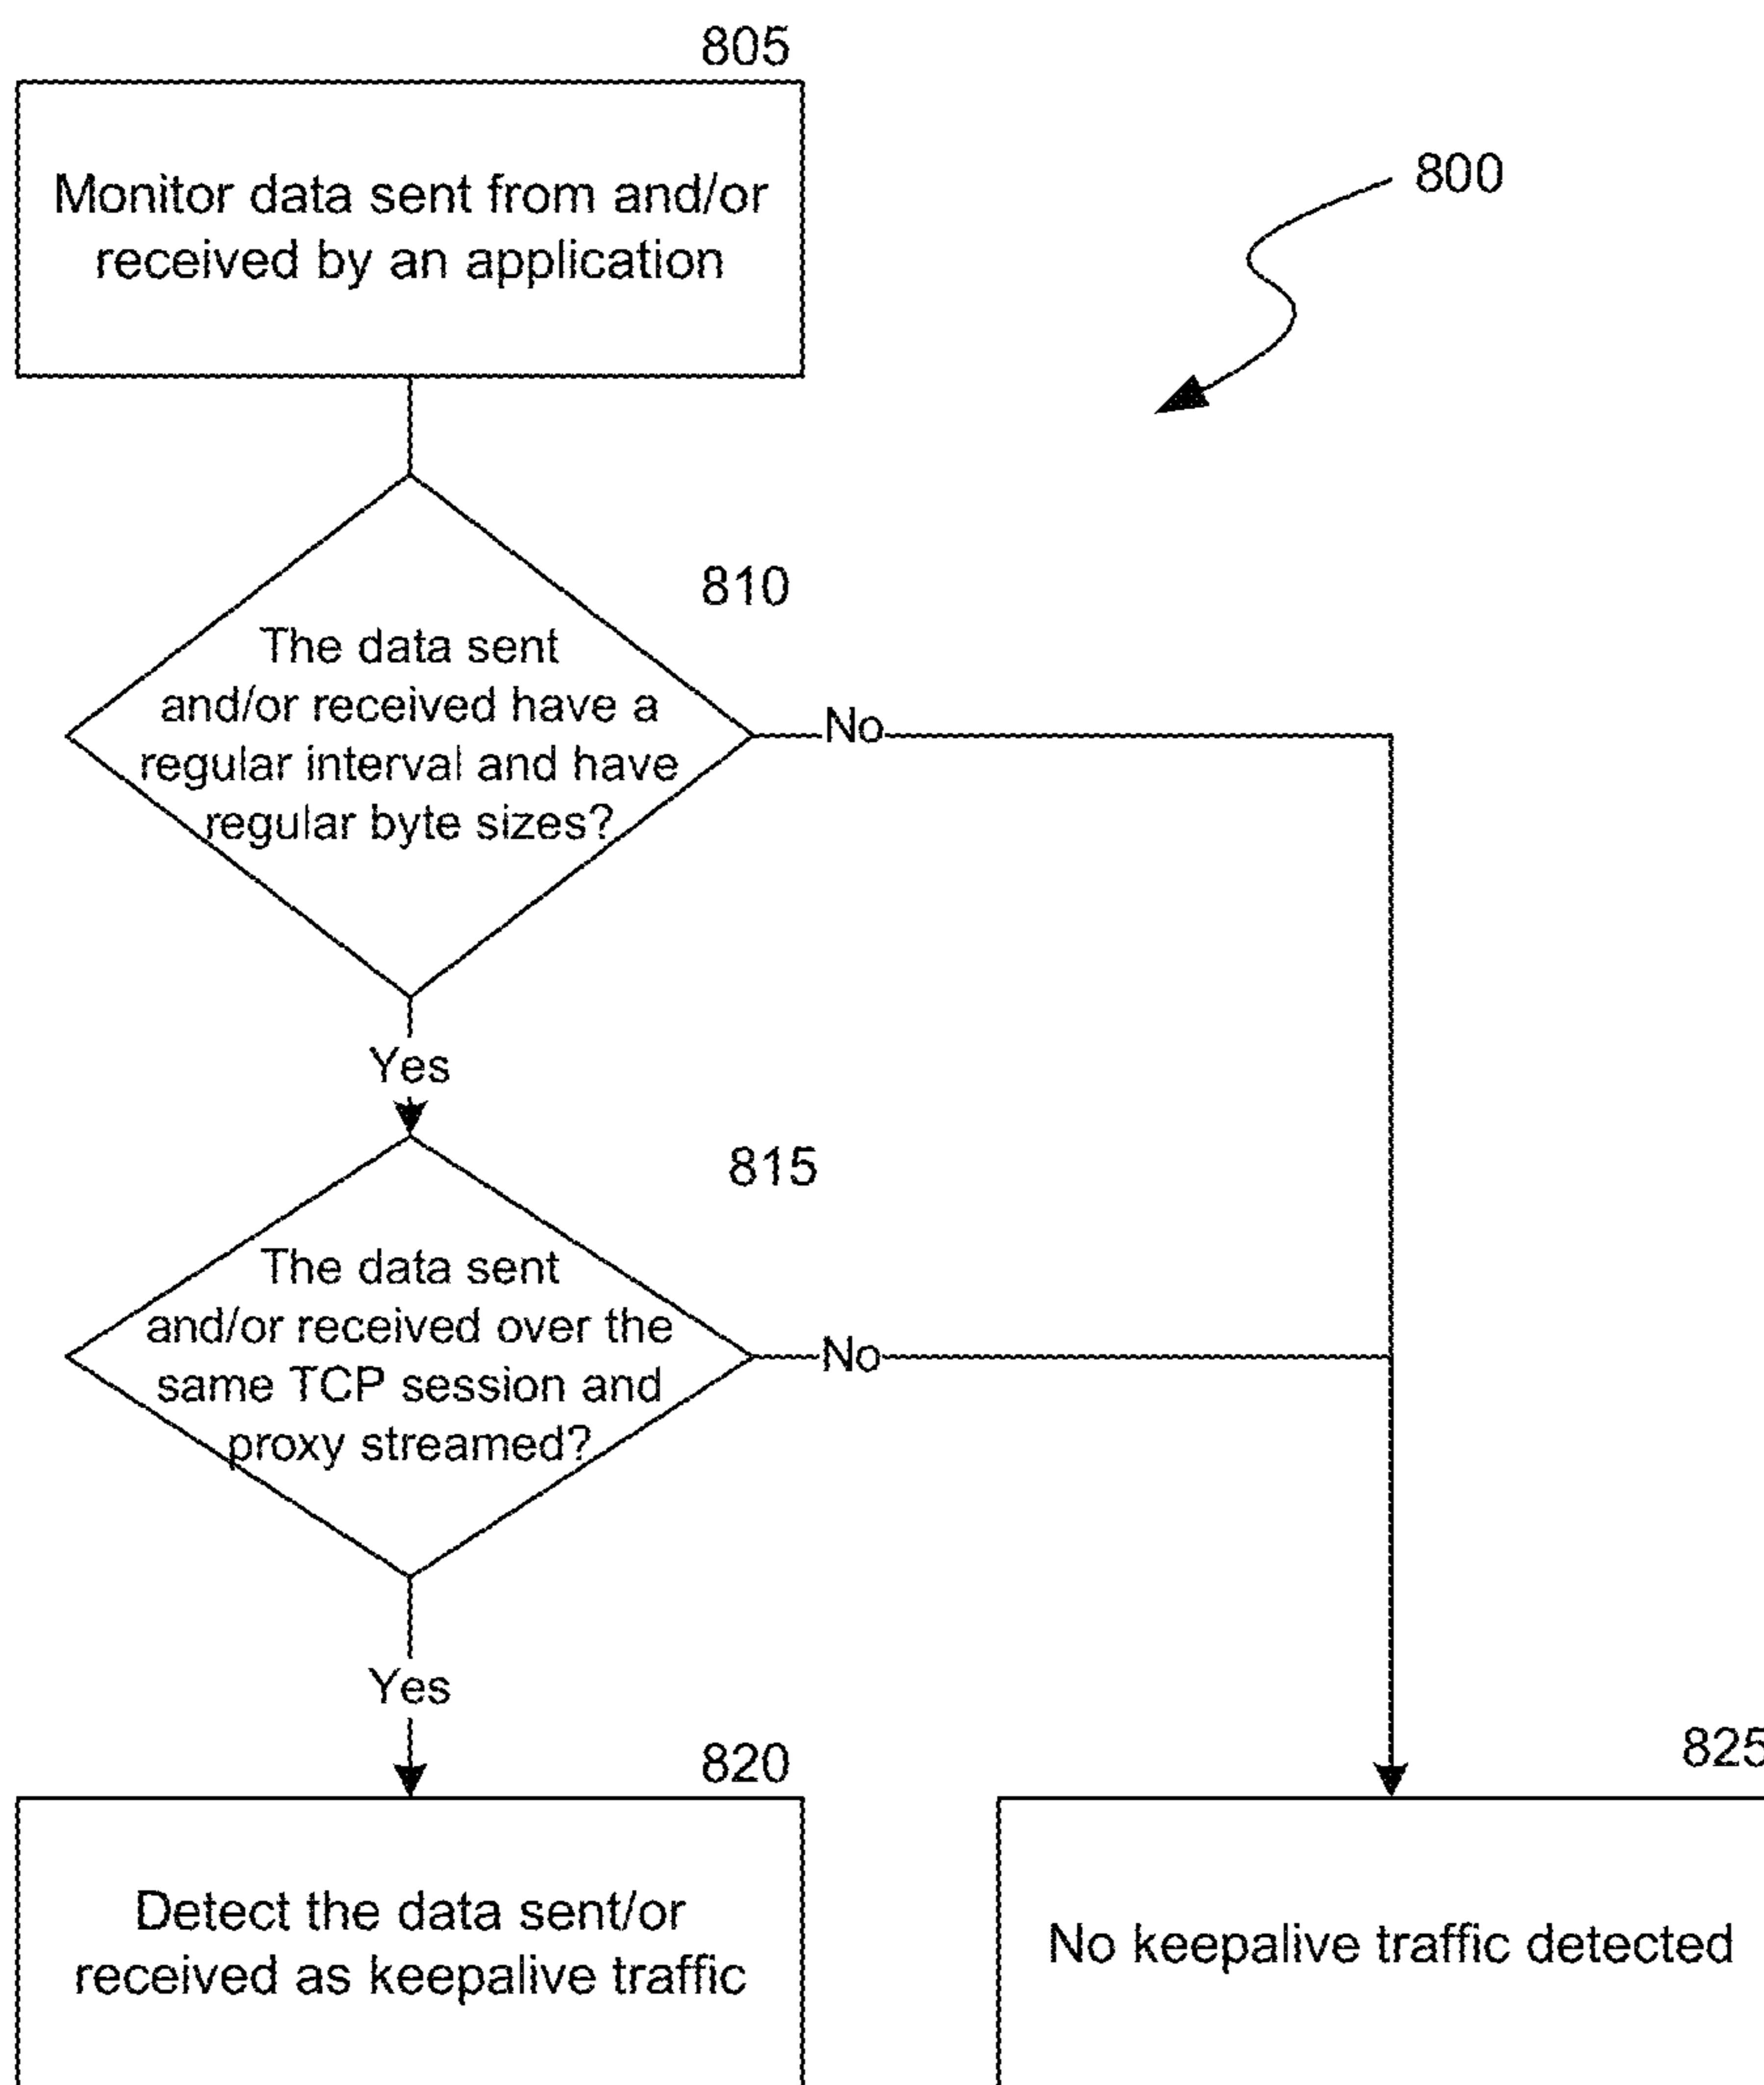 805
Monitor data sent from and/or
received by an application
800
810
The data sent
and/or received have a
regular interval and have
regular byte sizes?
No
Yes
815
The data sent
and/or received over the
same TCP session and
proxy streamed?
No
Yes
820
Detect the data sent/or
received as keepalive traffic
825
No keepalive traffic detected